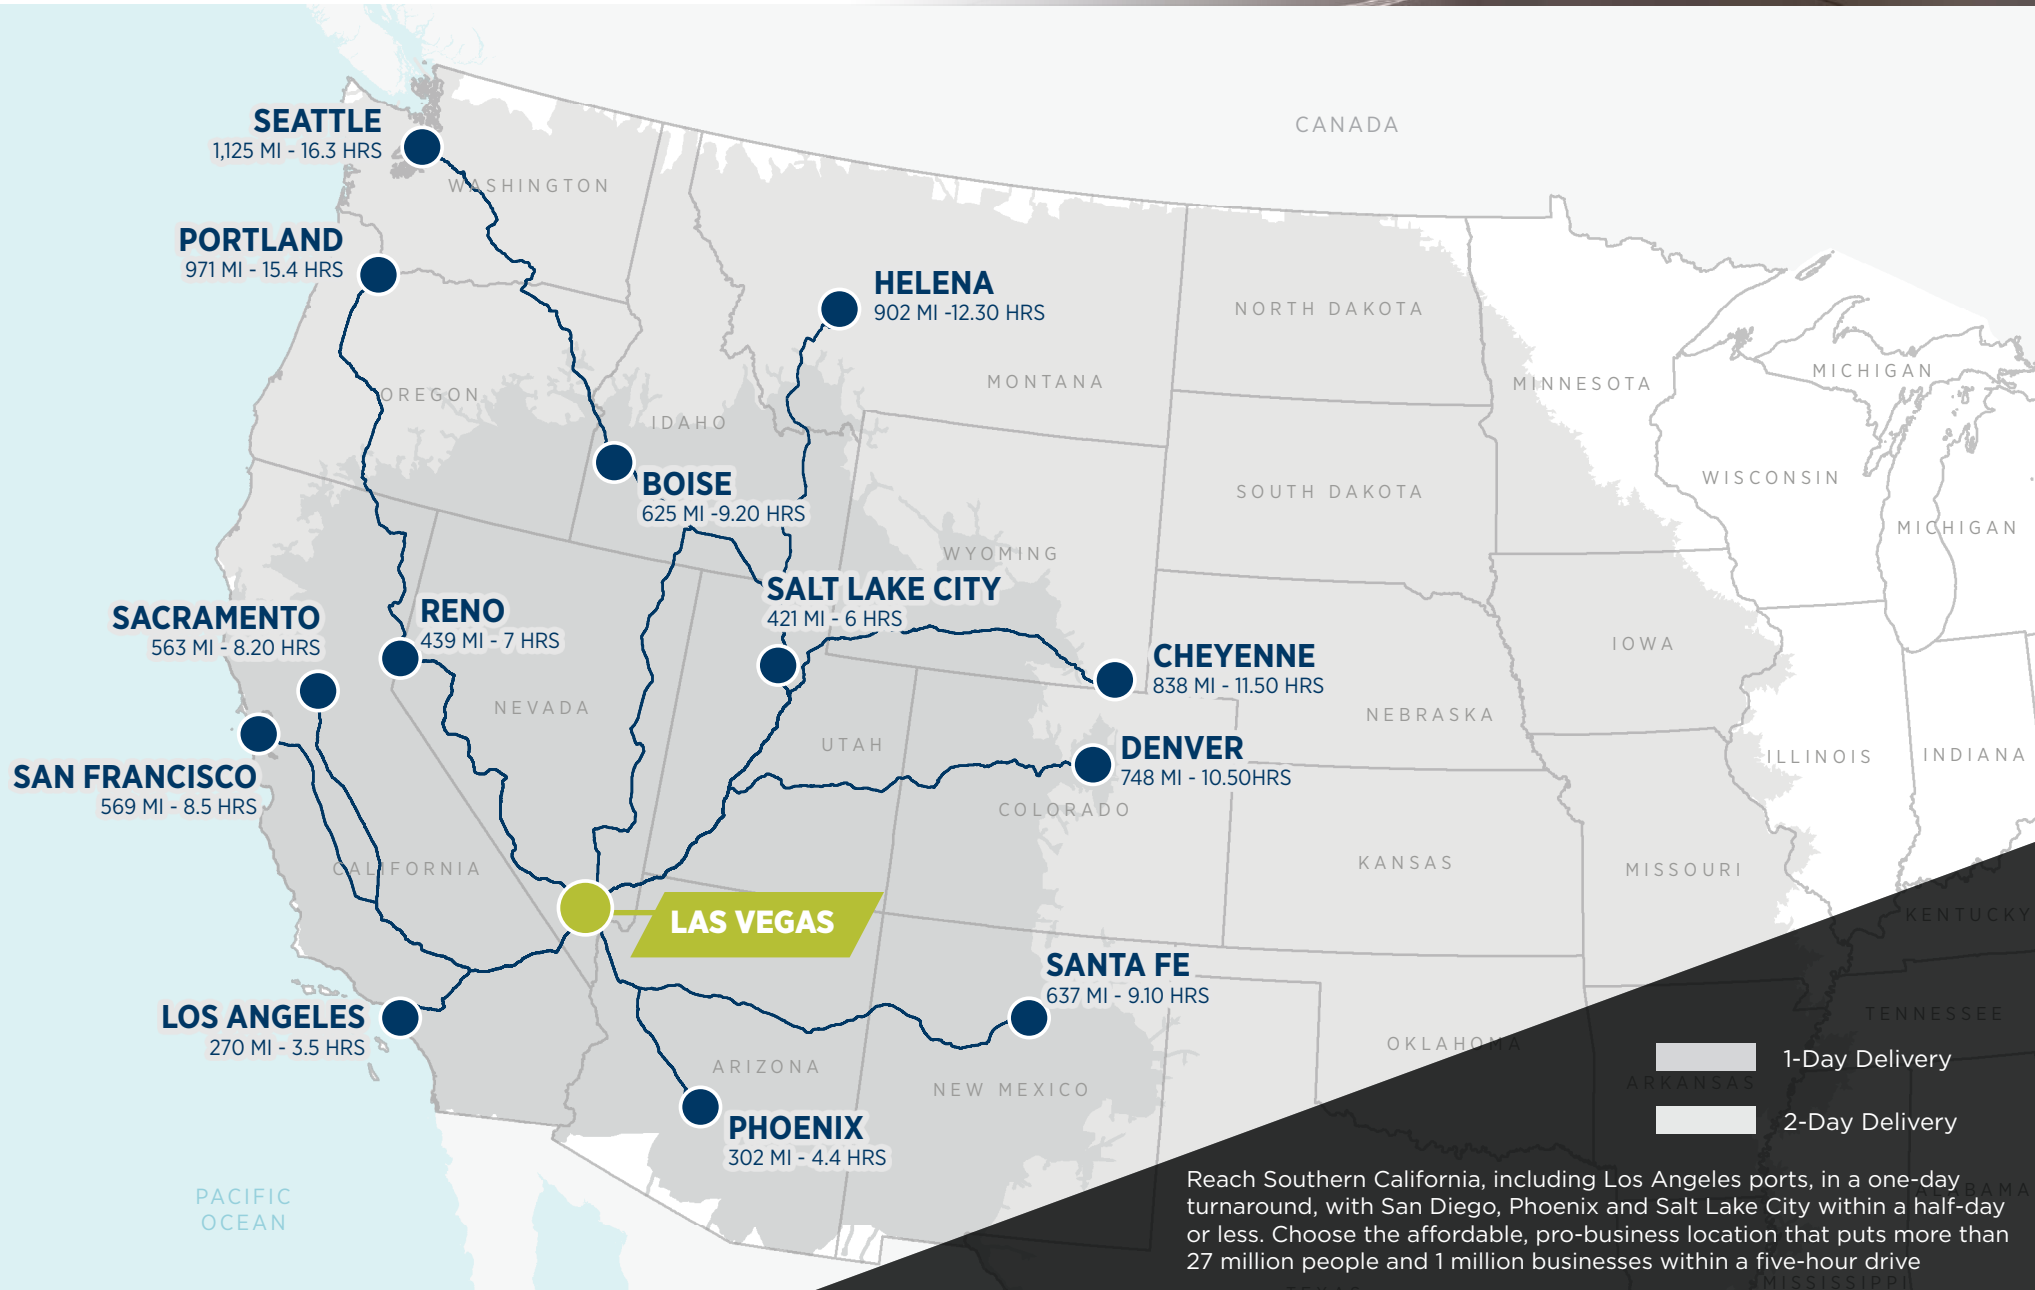 CANADA
SEATTLE
1,125 MI - 16.3 HRS
WASHINGTON
PORTLAND
971 MI - 15.4 HRS
HELENA
902 MI -12.30 HRS
NORTH DAKOTA
MONTANA
MINNESOTA
MICHIGAN
OREGON
IDAHO
BOISE
625 MI -9.20 HRS
SOUTH DAKOTA
WISCONSIN
MICHIGAN
WYOMING
SALT LAKE CITY
421 MI - 6 HRS
SACRAMENTO
563 MI - 8.20 HRS
RENO
439 MI - 7 HRS
IOWA
CHEYENNE
838 MI - 11.50 HRS
NEVADA
NEBRASKA
UTAH
DENVER
748 MI - 10.50HRS
ILLINOIS
INDIANA
SAN FRANCISCO
569 MI - 8.5 HRS
COLORADO
CALIFORNIA
KANSAS
MISSOURI
LAS VEGAS
KENTUCKY
SANTA FE
637 MI - 9.10 HRS
LOS ANGELES
270 MI - 3.5 HRS
TENNESSEE
OKLAHOMA
ARIZONA
NEW MEXICO
1-Day Delivery
ARKANSAS
2-Day Delivery
PHOENIX
302 MI - 4.4 HRS
PACIFIC
OCEAN
Reach Southern California, including Los Angeles ports, in a one-day
turnaround, with San Diego, Phoenix and Salt Lake City within a half-day
or less. Choose the affordable, pro-business location that puts more than
27 million people and 1 million businesses within a five-hour drive
ALABAMA
MISSISSIPPI
TEXAS